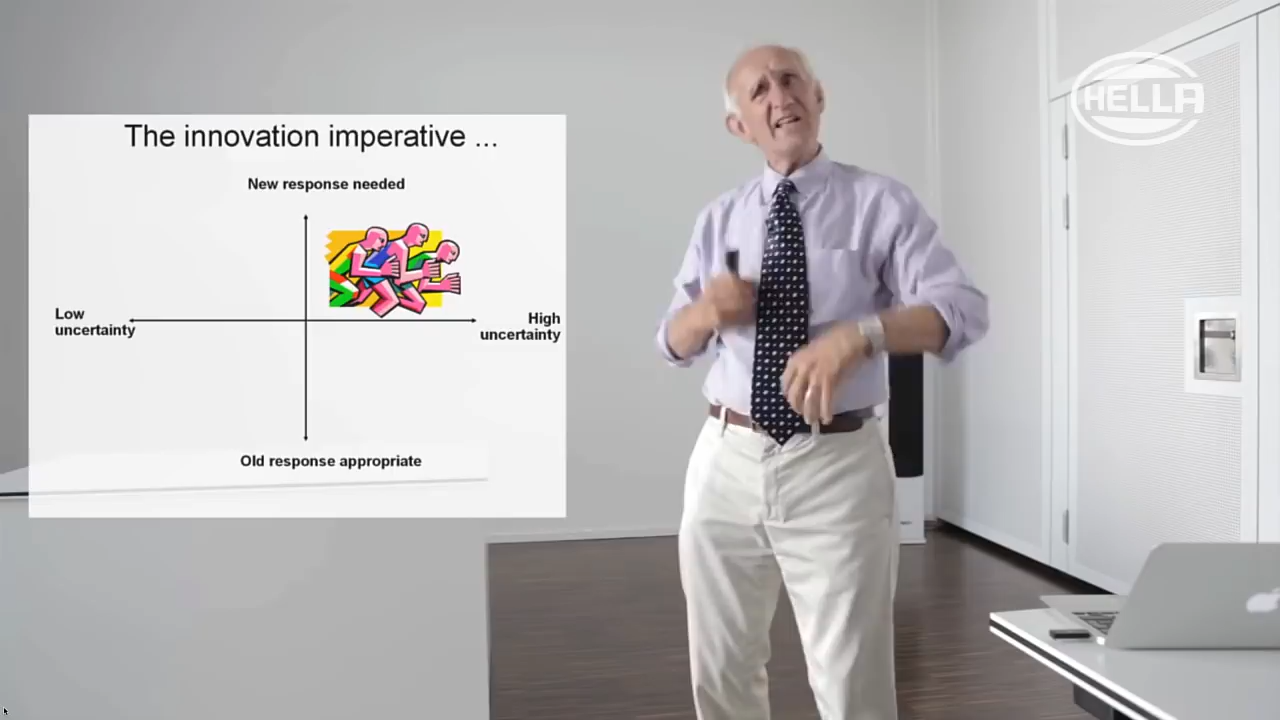 HELLA
The innovation imperative ...
New response needed
Low
uncertainty
High
uncertainty
Old response appropriate